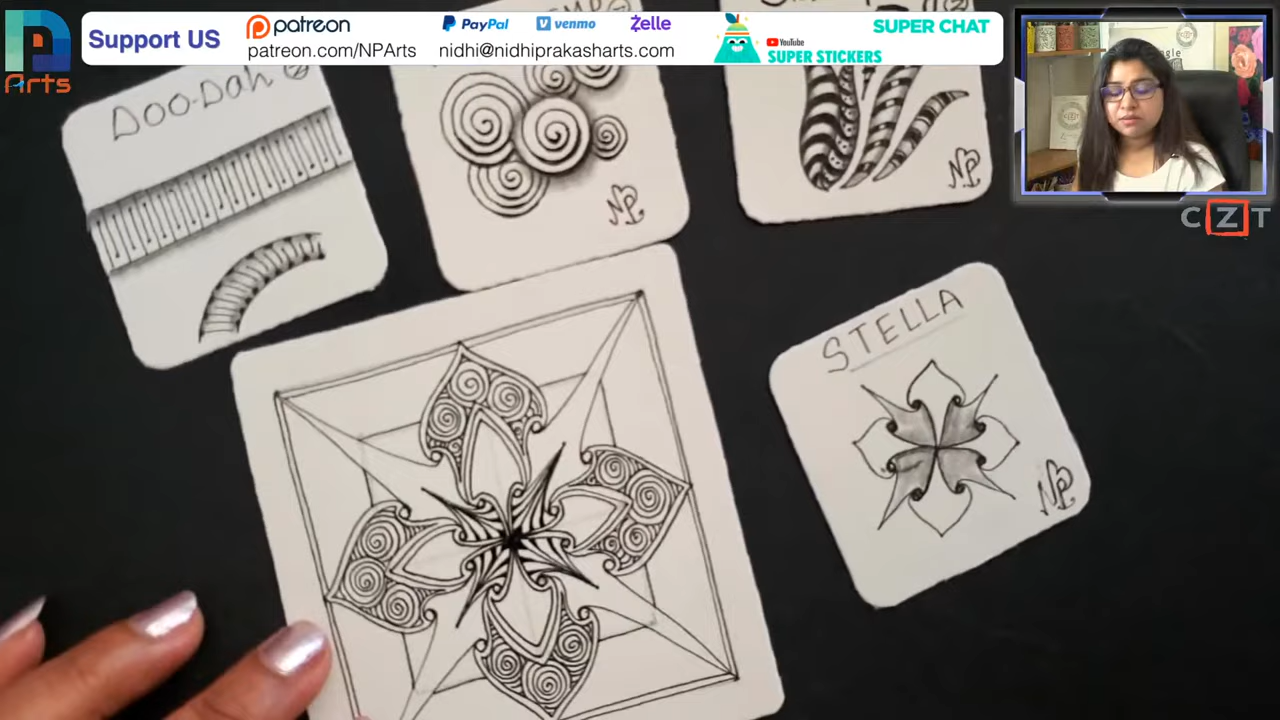 Support US
patreon
patreon.com/NPArts
PayPal
venmo
Zelle
nidhi@nidhiprakasharts.com
YouTube
SUPER STICKERS
SUPER CHAT
Arts
CZT
DOO-DAH
NP
NP
STELLA
NP